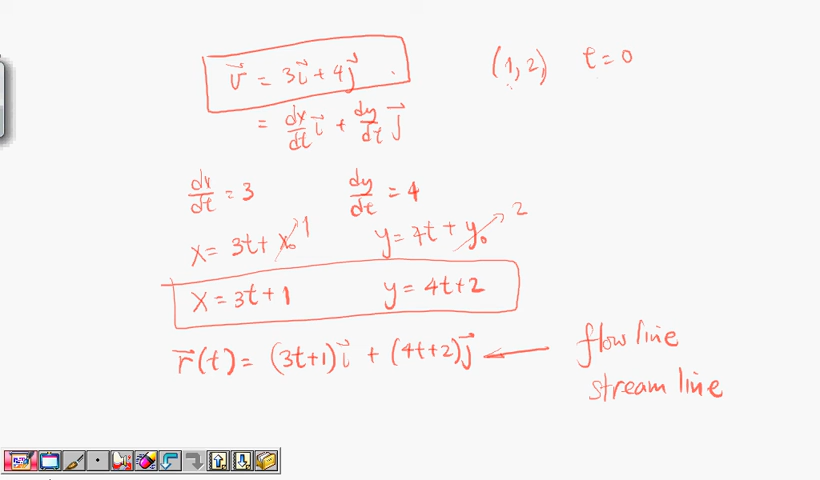 v⃗ = 3i⃗ + 4j⃗ (1, 2) t = 0
= dx/dt i⃗ + dy/dt j⃗
dx/dt = 3 dy/dt = 4
x = 3t + x₀ 1 y = 4t + y₀ 2
x = 3t + 1 y = 4t + 2
r⃗(t) = (3t+1)i⃗ + (4t+2)j⃗ ← flow line
stream line